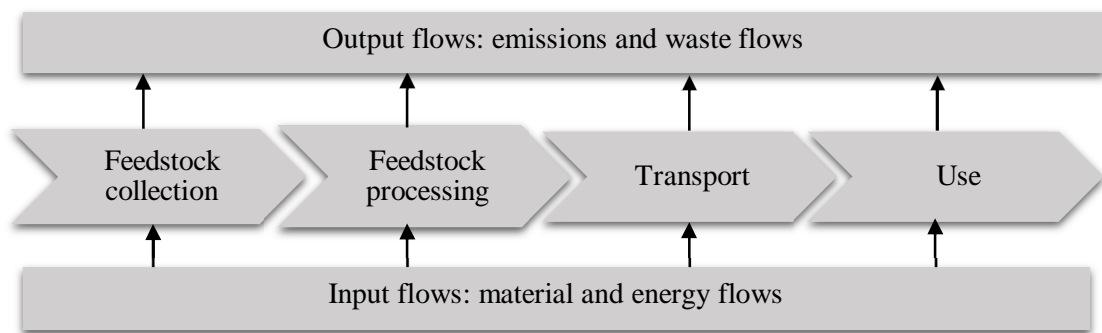 Output flows: emissions and waste flows
Feedstock
collection
Feedstock
processing
Transport
Use
Input flows: material and energy flows